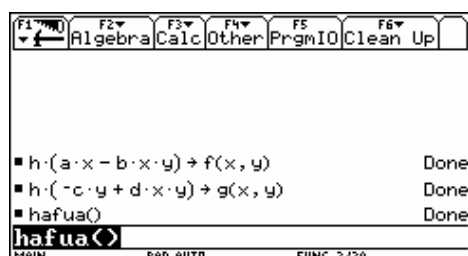 F1 F2 F3 F4 F5 F6
Algebra Calc Other PrgmIO Clean Up
▪h·(a·x-b·x·y)→f(x,y) Done
▪h·(⁻c·y+d·x·y)→g(x,y) Done
▪hafua() Done
hafua()
MAIN RAD AUTO FUNC 3/30